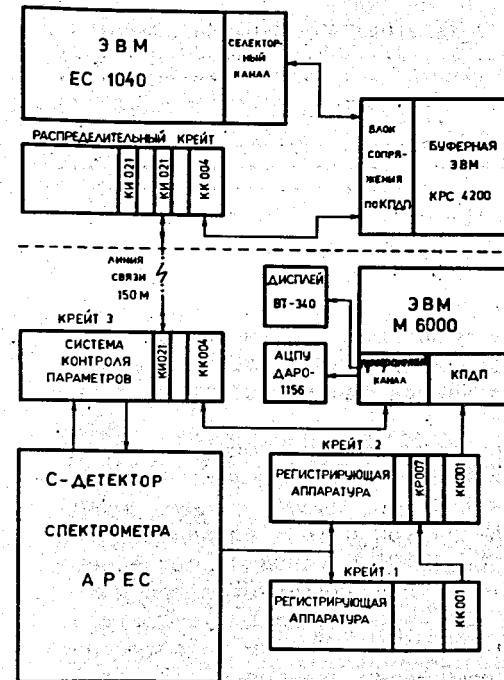 ЭВМ
ЕС 1040
СЕЛЕКТОР-
НЫЙ
КАНАЛ
РАСПРЕДЕЛИТЕЛЬНЫЙ КРЕЙТ
КИ 021
КИ 021
КК 004
БЛОК
СОПРЯ-
ЖЕНИЯ
по КПДП
БУФЕРНАЯ
ЭВМ
КРС 4200
ЛИНИЯ
СВЯЗИ
150 М
ДИСПЛЕЙ
ВТ-340
АЦПУ
ДАРО-
1156
ЭВМ
М 6000
программный
КАНАЛ
КПДП
КРЕЙТ 3
СИСТЕМА
КОНТРОЛЯ
ПАРАМЕТРОВ
КИ021
КК004
КРЕЙТ 2
РЕГИСТРИРУЮЩАЯ
АППАРАТУРА
КР007
КК001
С-ДЕТЕКТОР
СПЕКТРОМЕТРА
АРЕС
КРЕЙТ 1
РЕГИСТРИРУЮЩАЯ
АППАРАТУРА
КК001